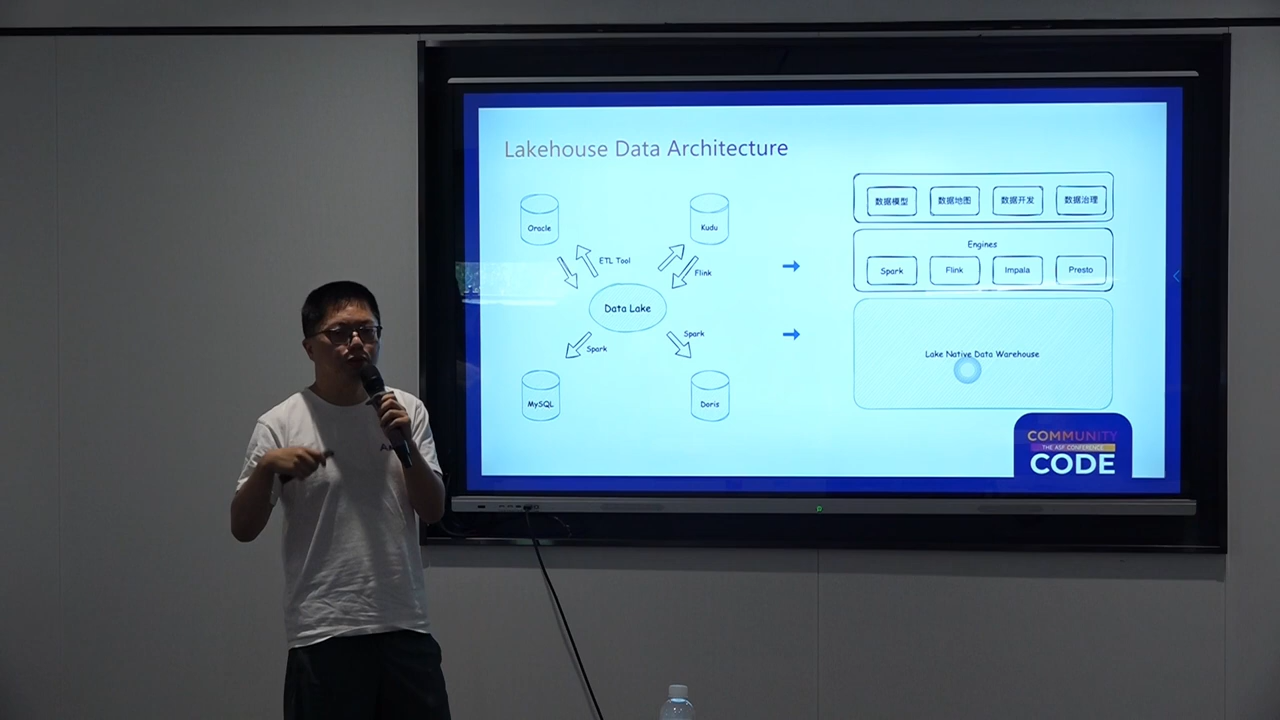 Lakehouse Data Architecture
Oracle
Kudu
ETL Tool
Flink
Data Lake
Spark
Spark
MySQL
Doris
数据模型
数据地图
数据开发
数据治理
Engines
Spark
Flink
Impala
Presto
Lake Native Data Warehouse
COMMUNITY
THE ASF CONFERENCE
CODE